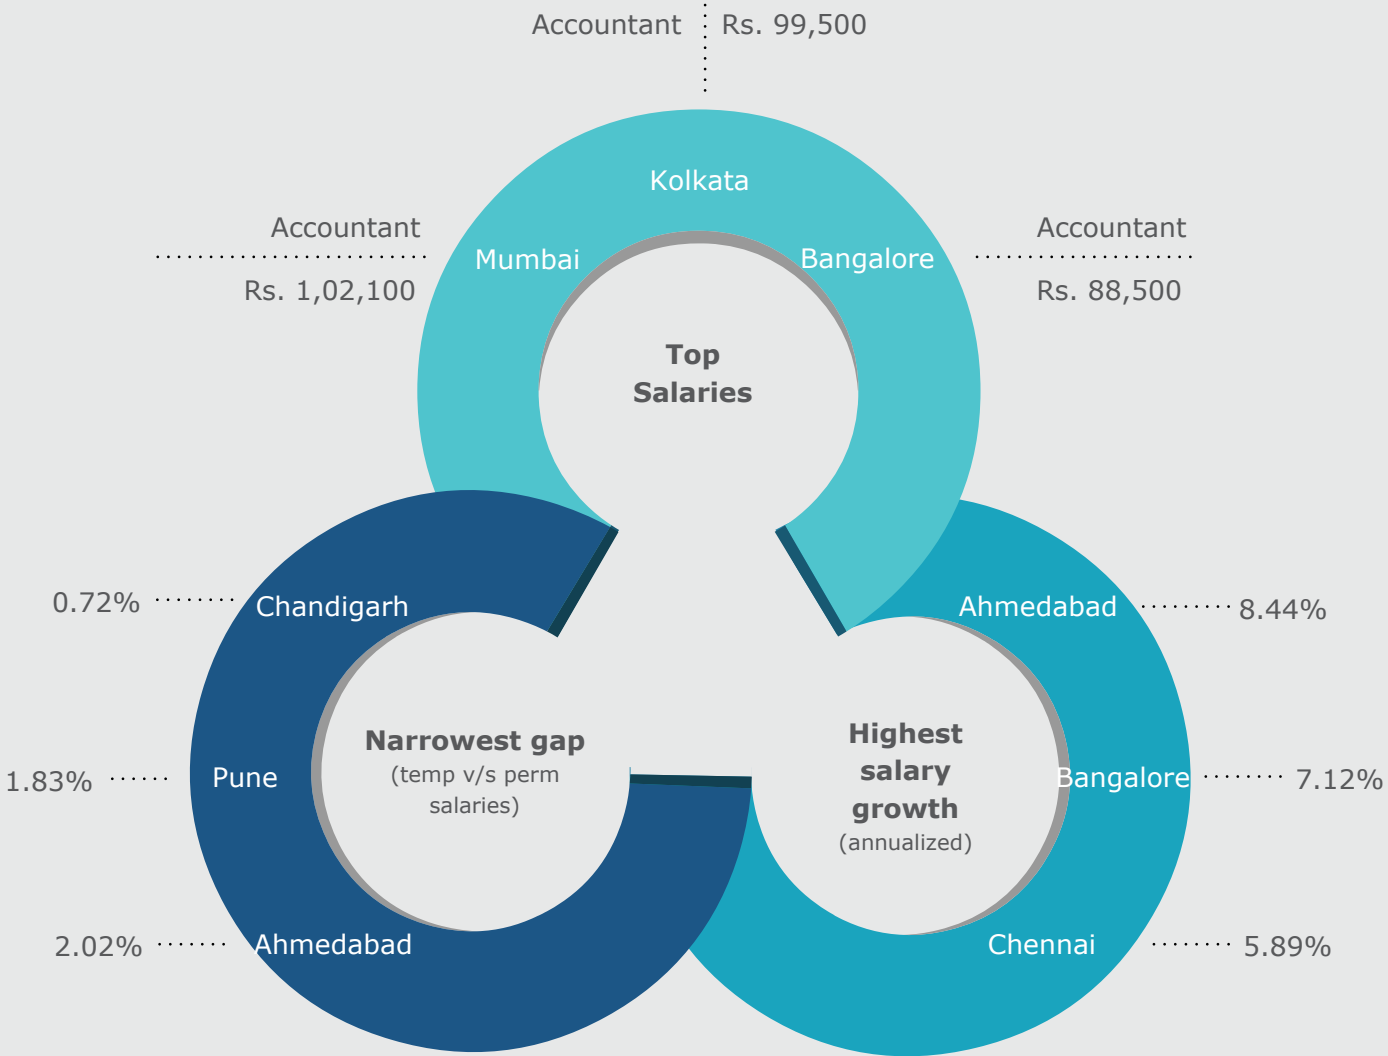 Accountant
Rs. 99,500
Kolkata
Accountant
Rs. 1,02,100
Mumbai
Bangalore
Accountant
Rs. 88,500
Top
Salaries
0.72%
Chandigarh
1.83%
Pune
2.02%
Ahmedabad
Narrowest gap
(temp v/s perm
salaries)
Highest
salary
growth
(annualized)
Ahmedabad
8.44%
Bangalore
7.12%
Chennai
5.89%